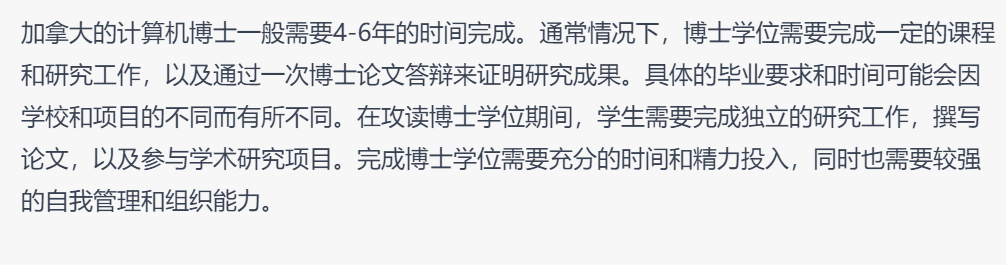 加拿大的计算机博士一般需要4-6年的时间完成。通常情况下，博士学位需要完成一定的课程
和研究工作，以及通过一次博士论文答辩来证明研究成果。具体的毕业要求和时间可能会因
学校和项目的不同而有所不同。在攻读博士学位期间，学生需要完成独立的研究工作，撰写
论文，以及参与学术研究项目。完成博士学位需要充分的时间和精力投入，同时也需要较强
的自我管理和组织能力。